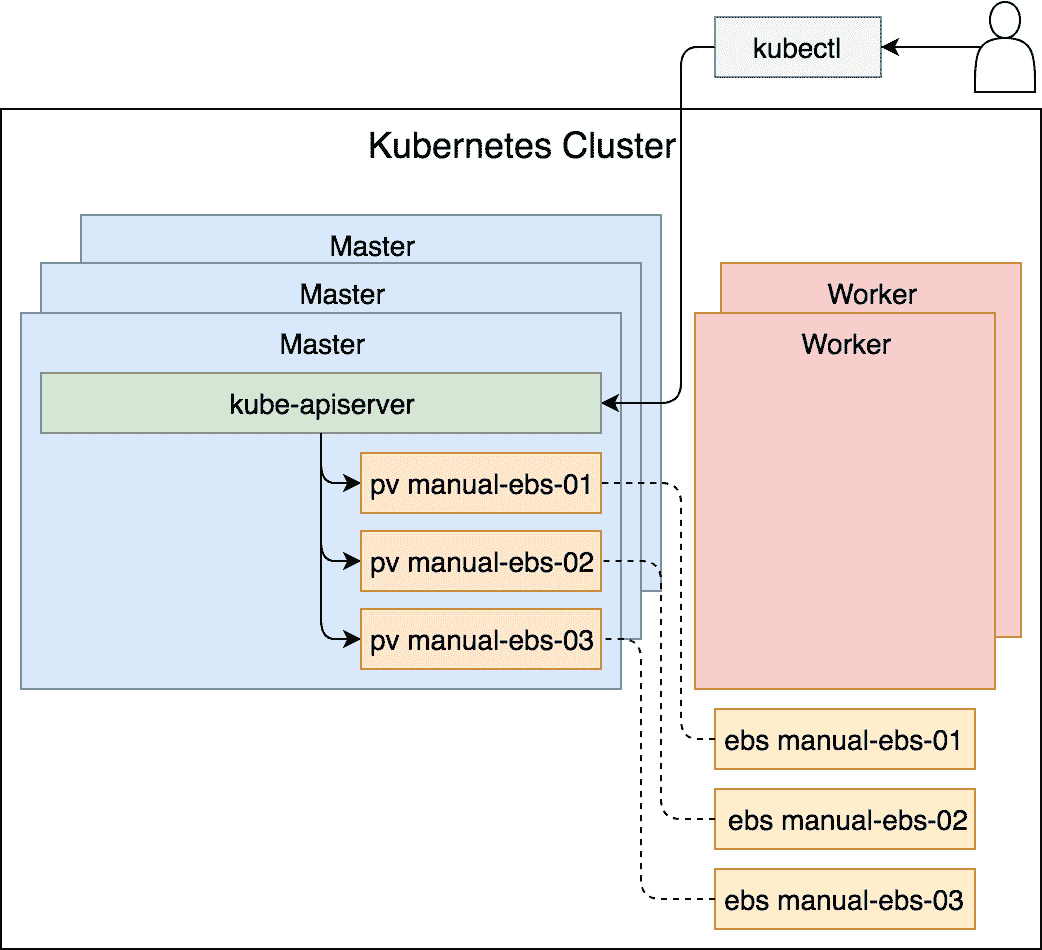 kubectl
Kubernetes Cluster
Master
Master
Master
kube-apiserver
pv manual-ebs-01
pv manual-ebs-02
pv manual-ebs-03
Worker
Worker
ebs manual-ebs-01
ebs manual-ebs-02
ebs manual-ebs-03